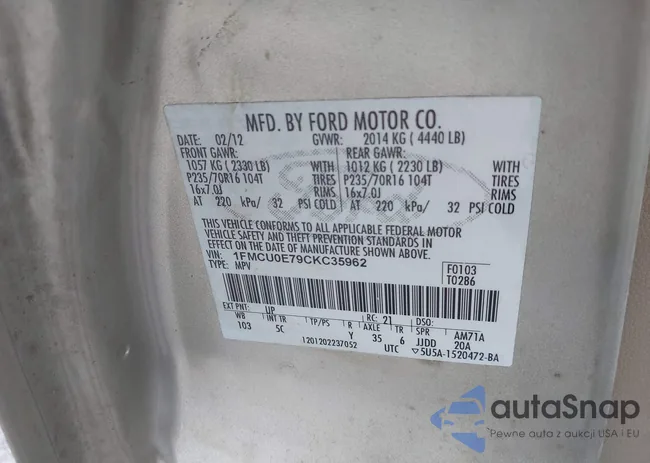 MFD. BY FORD MOTOR CO.
DATE: 02/12 GVWR: 2014 KG ( 4440 LB)
FRONT GAWR: REAR GAWR:
1057 KG ( 2330 LB) WITH 1012 KG ( 2230 LB) WITH
P235/70R16 104T TIRES P235/70R16 104T TIRES
16x7.0J RIMS 16x7.0J RIMS
AT 220 kPa/ 32 PSI COLD AT 220 kPa/ 32 PSI COLD
Ford
THIS VEHICLE CONFORMS TO ALL APPLICABLE FEDERAL MOTOR
VEHICLE SAFETY AND THEFT PREVENTION STANDARDS IN
EFFECT ON THE DATE OF MANUFACTURE SHOWN ABOVE.
VIN: 1FMCU0E79CKC35962
TYPE: MPV
F0103
T0286
EXT PNT: UP RC: 21 DSO:
WB INT TR TP/PS R AXLE TR SPR AM71A
103 5C Y 35 6 JJDD 20A
1201202237052 UTC 5U5A-1520472-BA
autaSnap
Pewne auta z aukcji USA i EU